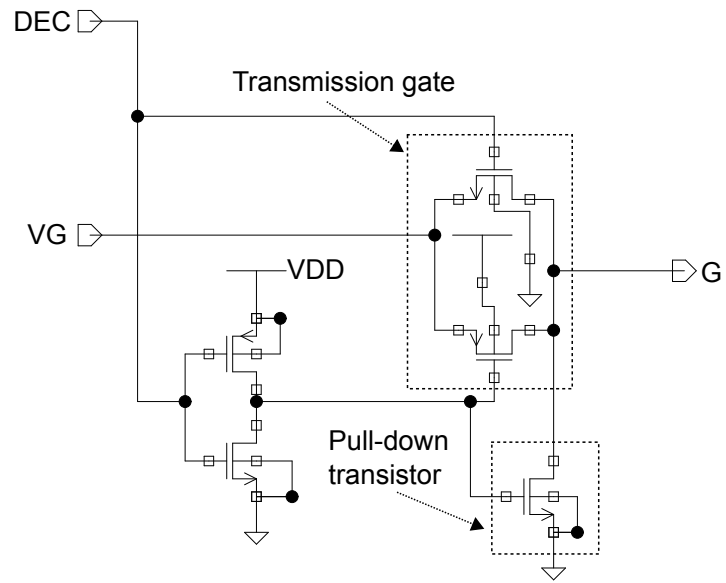 DEC
Transmission gate
VG
G
VDD
Pull-down
transistor